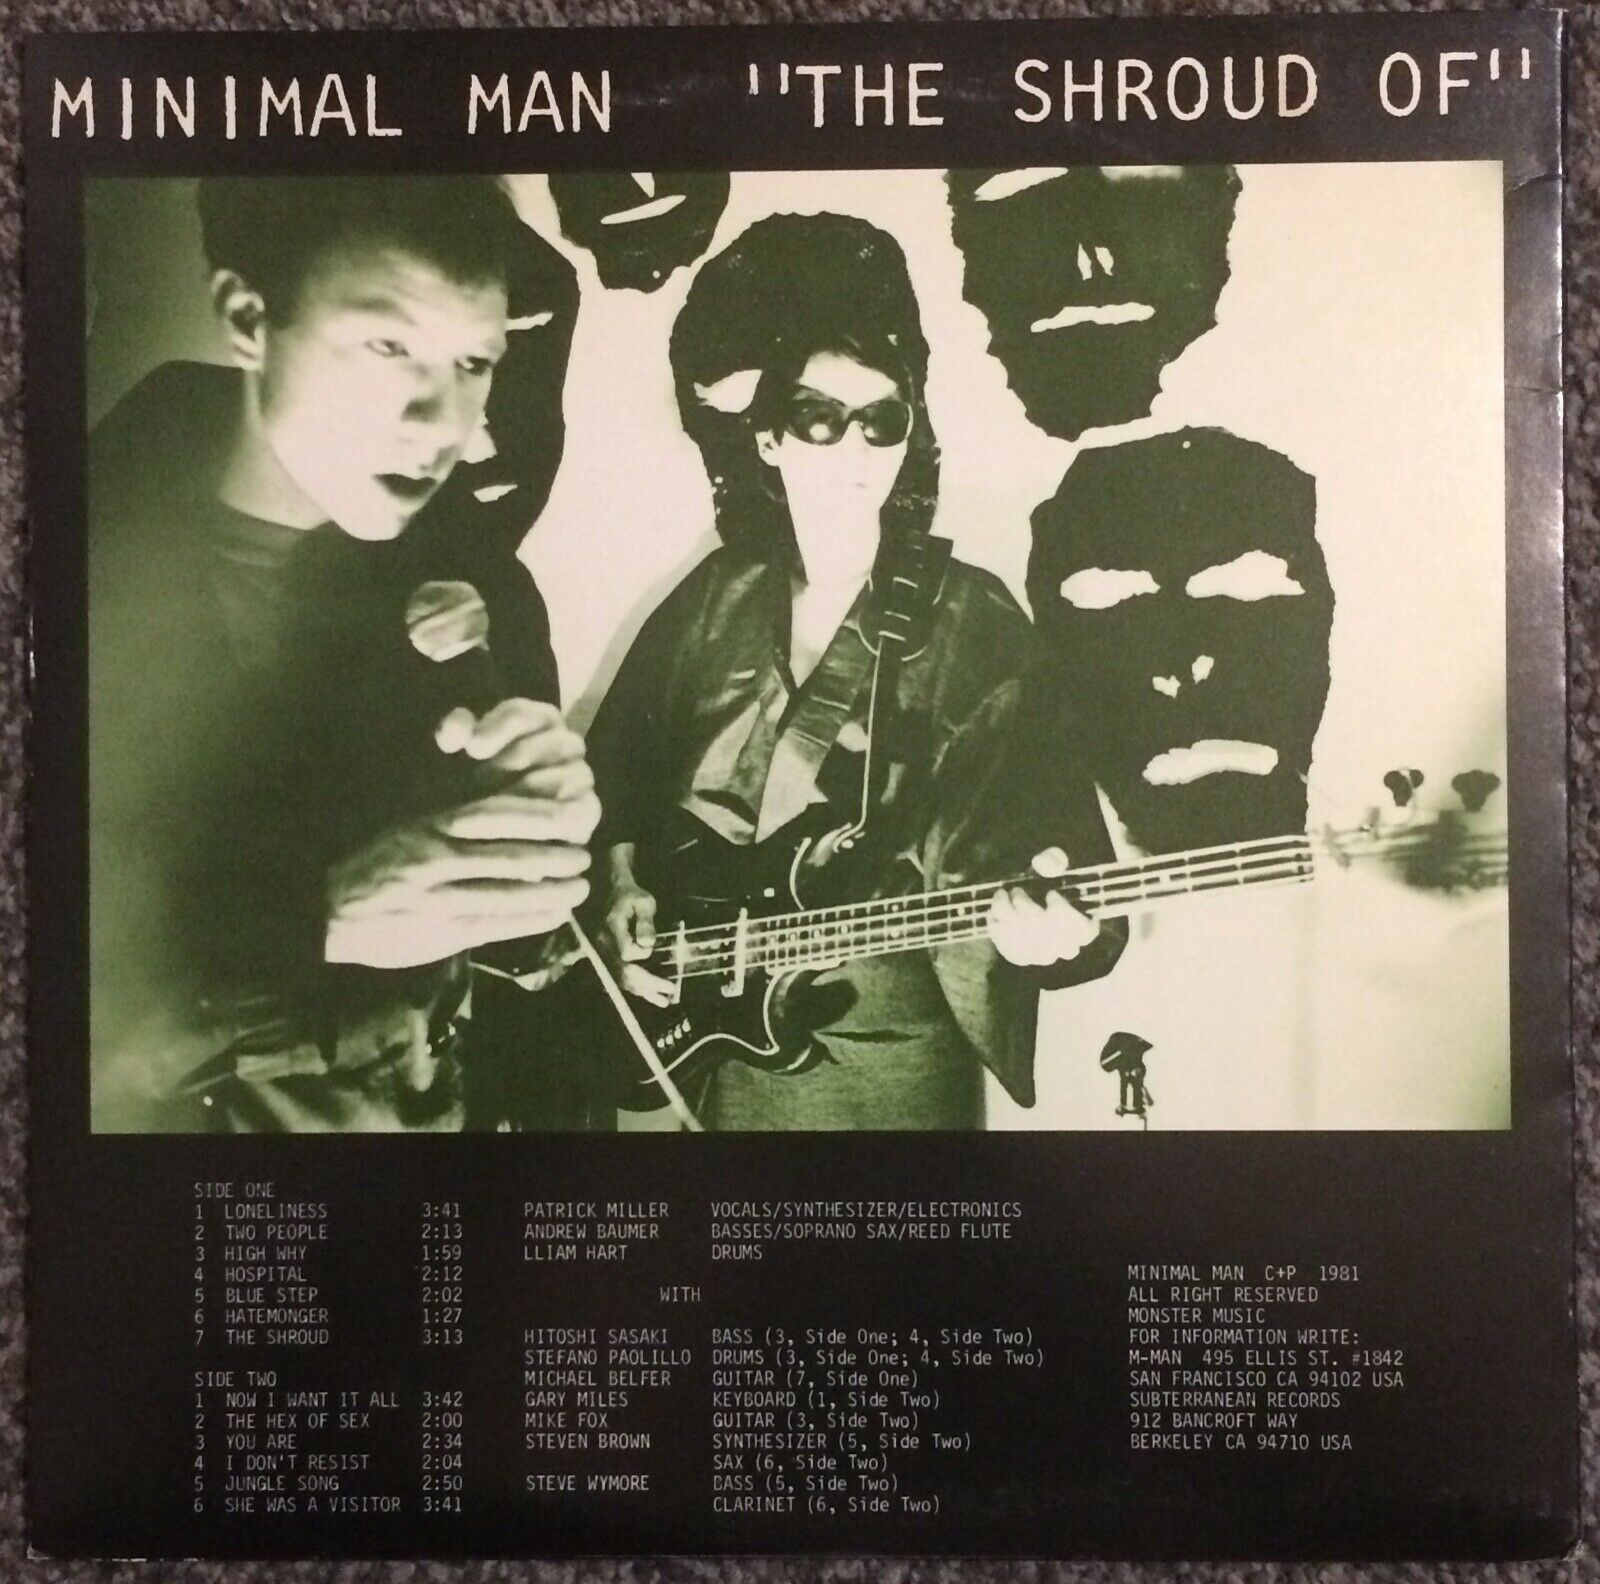 MINIMAL MAN "THE SHROUD OF"
SIDE ONE
1 LONELINESS 3:41
2 TWO PEOPLE 2:13
3 HIGH WHY 1:59
4 HOSPITAL 2:12
5 BLUE STEP 2:02
6 HATEMONGER 1:27
7 THE SHROUD 3:13
SIDE TWO
1 NOW I WANT IT ALL 3:42
2 THE HEX OF SEX 2:00
3 YOU ARE 2:34
4 I DON'T RESIST 2:04
5 JUNGLE SONG 2:50
6 SHE WAS A VISITOR 3:41
PATRICK MILLER VOCALS/SYNTHESIZER/ELECTRONICS
ANDREW BAUMER BASSES/SOPRANO SAX/REED FLUTE
LLIAM HART DRUMS
WITH
HITOSHI SASAKI BASS (3, Side One; 4, Side Two)
STEFANO PAOLILLO DRUMS (3, Side One; 4, Side Two)
MICHAEL BELFER GUITAR (7, Side One)
GARY MILES KEYBOARD (1, Side Two)
MIKE FOX GUITAR (3, Side Two)
STEVEN BROWN SYNTHESIZER (5, Side Two)
SAX (6, Side Two)
STEVE WYMORE BASS (5, Side Two)
CLARINET (6, Side Two)
MINIMAL MAN C+P 1981
ALL RIGHT RESERVED
MONSTER MUSIC
FOR INFORMATION WRITE:
M-MAN 495 ELLIS ST. #1842
SAN FRANCISCO CA 94102 USA
SUBTERRANEAN RECORDS
912 BANCROFT WAY
BERKELEY CA 94710 USA